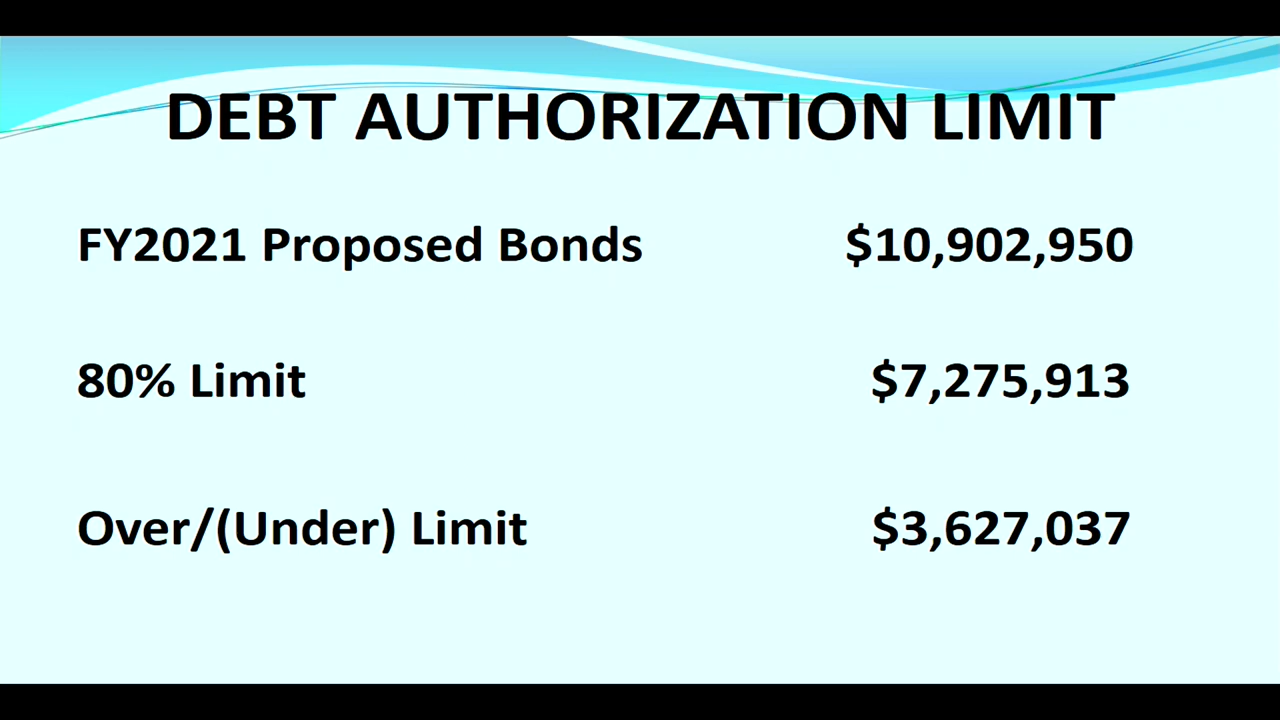 DEBT AUTHORIZATION LIMIT
FY2021 Proposed Bonds $10,902,950
80% Limit $7,275,913
Over/(Under) Limit $3,627,037